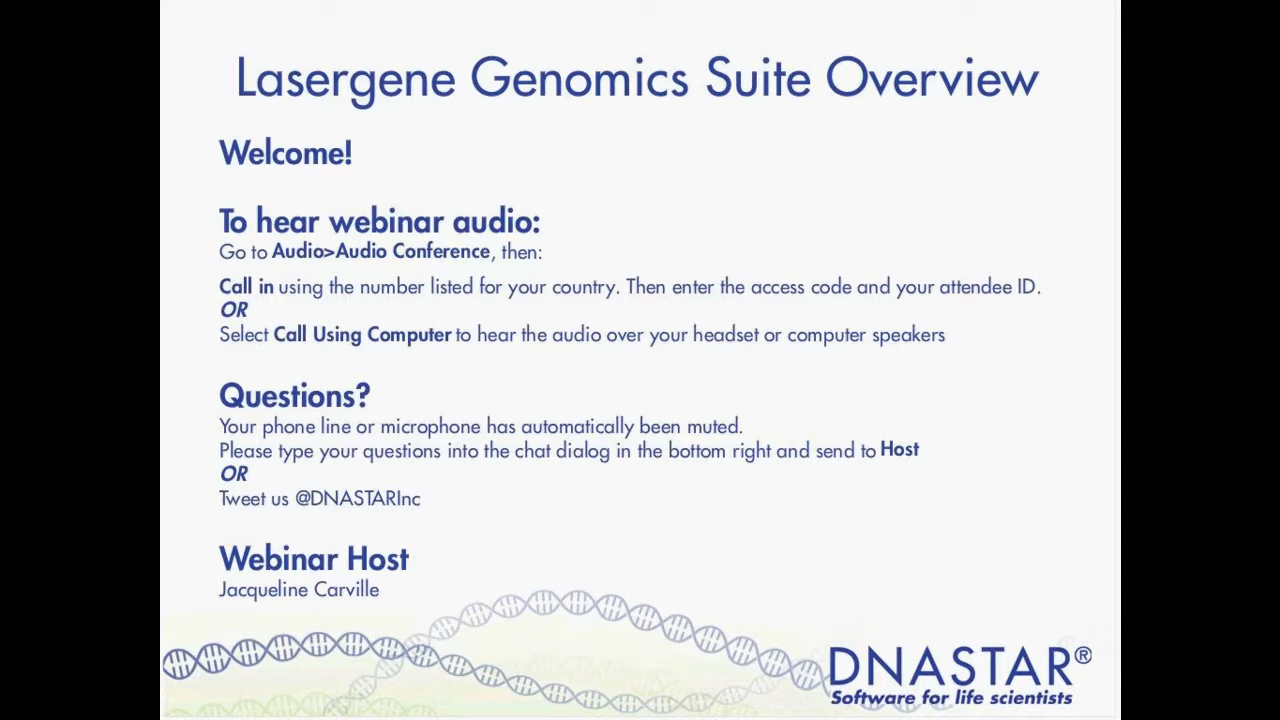 Lasergene Genomics Suite Overview
Welcome!
To hear webinar audio:
Go to Audio>Audio Conference, then:
Call in using the number listed for your country. Then enter the access code and your attendee ID.
OR
Select Call Using Computer to hear the audio over your headset or computer speakers
Questions?
Your phone line or microphone has automatically been muted.
Please type your questions into the chat dialog in the bottom right and send to Host
OR
Tweet us @DNASTARInc
Webinar Host
Jacqueline Carville
DNASTAR®
Software for life scientists